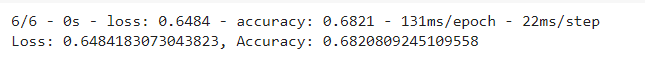 6/6 - 0s - loss: 0.6484 - accuracy: 0.6821 - 131ms/epoch - 22ms/step
Loss: 0.6484183073043823, Accuracy: 0.6820809245109558